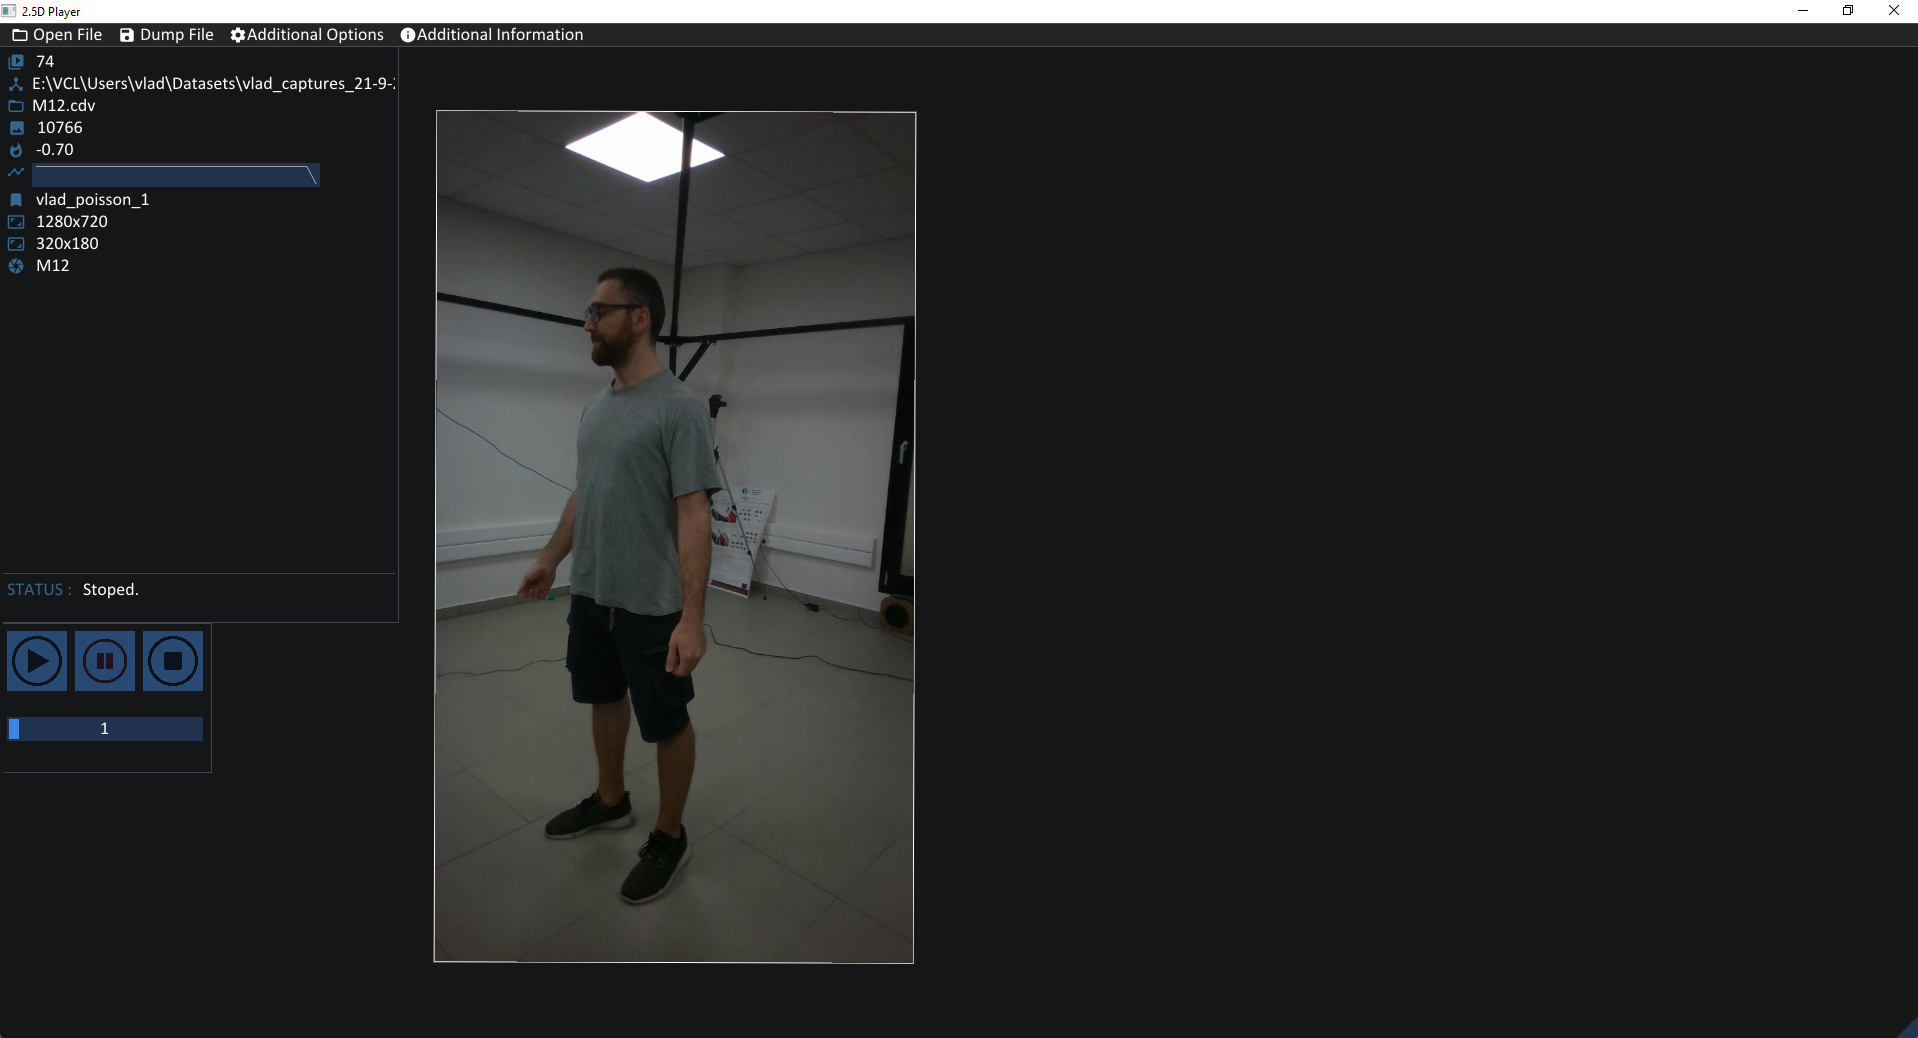 2.5D Player
Open File Dump File Additional Options Additional Information
74
E:\VCL\Users\vlad\Datasets\vlad_captures_21-9-
M12.cdv
10766
-0.70
vlad_poisson_1
1280x720
320x180
M12
STATUS : Stoped.
1